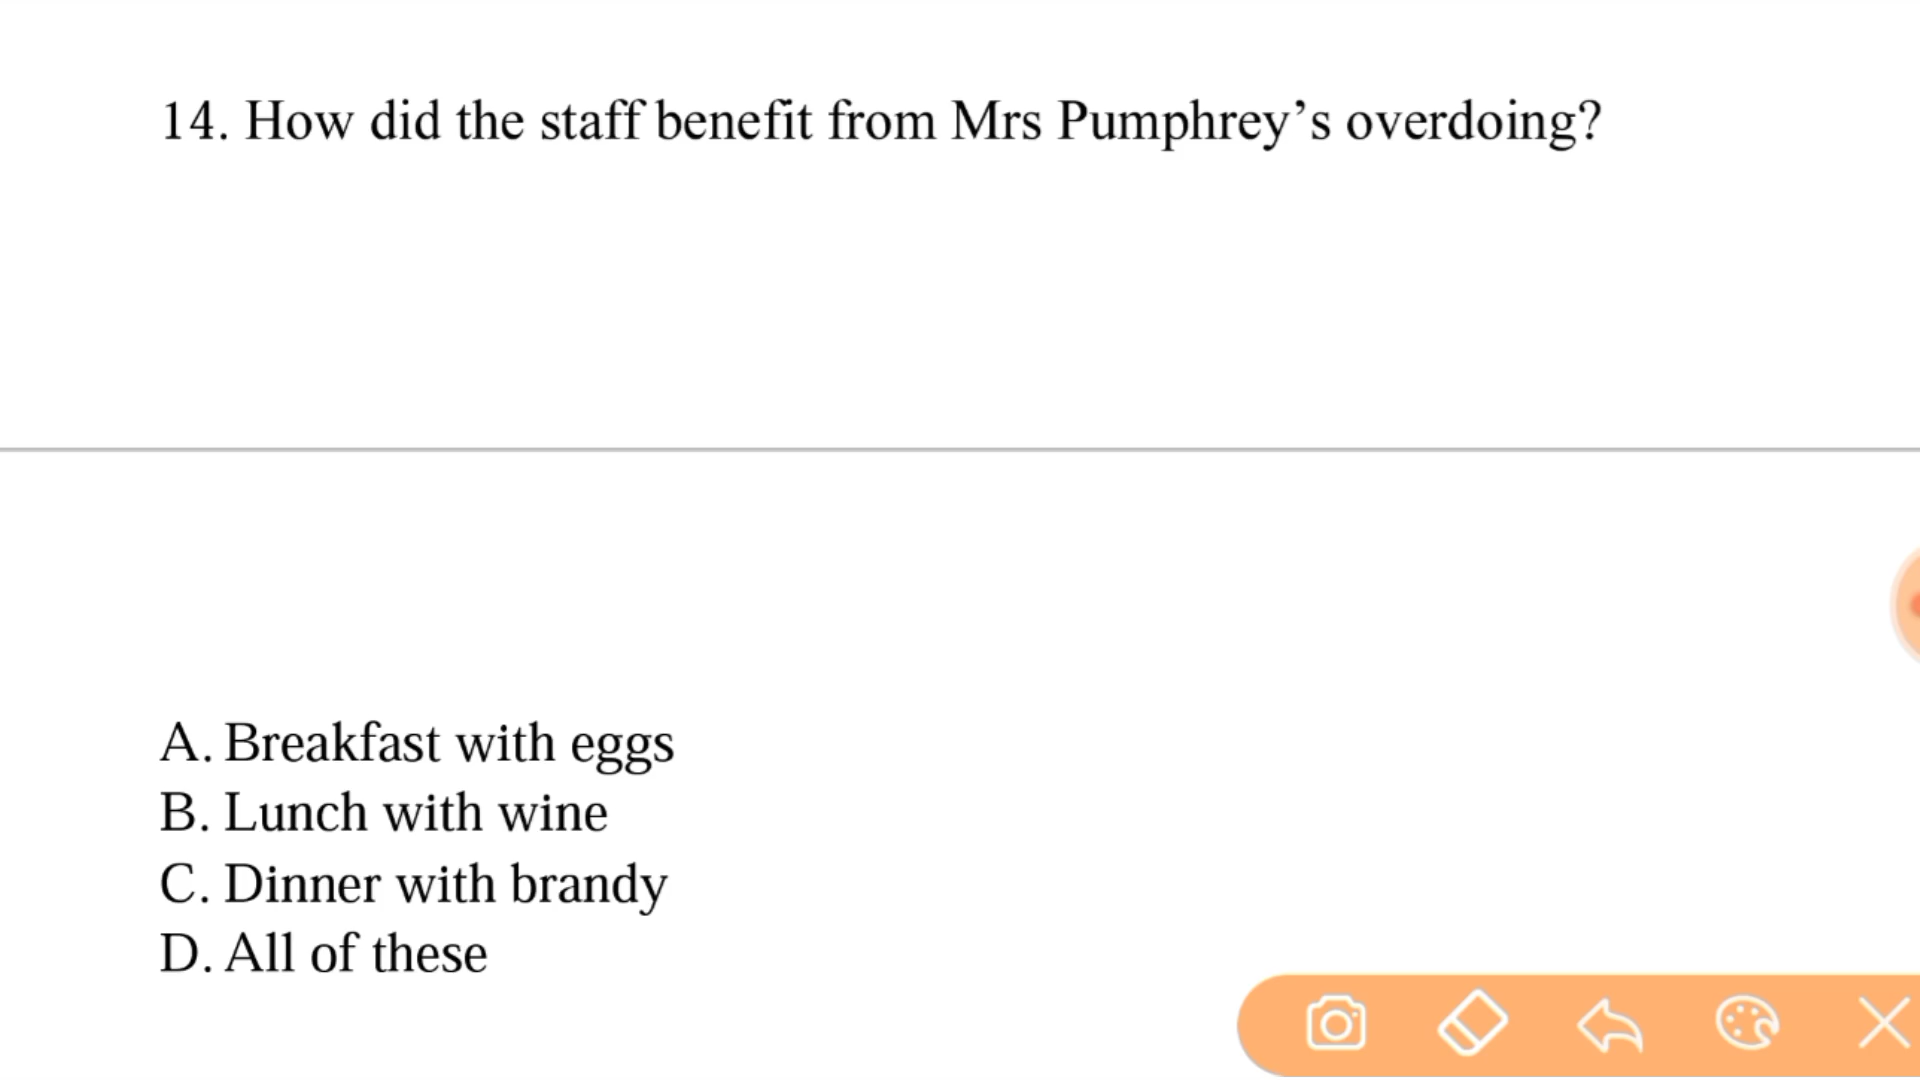 14. How did the staff benefit from Mrs Pumphrey’s overdoing?
A. Breakfast with eggs
B. Lunch with wine
C. Dinner with brandy
D. All of these